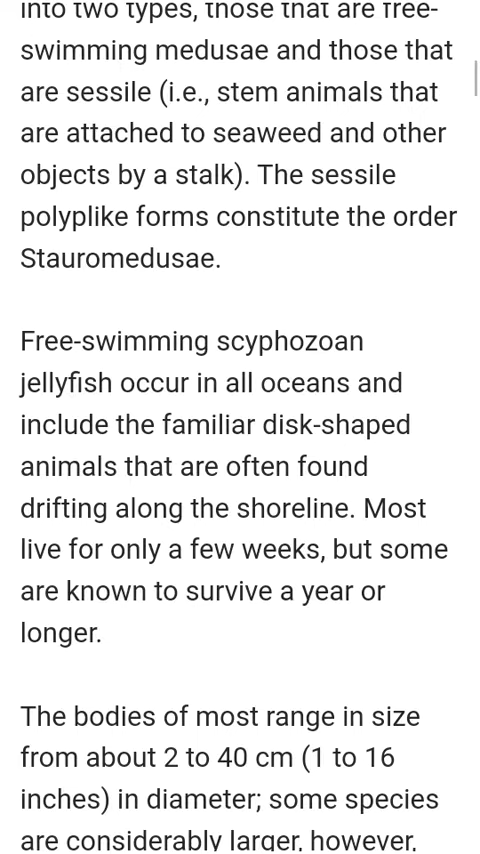 into two types, those that are free-
swimming medusae and those that
are sessile (i.e., stem animals that
are attached to seaweed and other
objects by a stalk). The sessile
polyplike forms constitute the order
Stauromedusae.
Free-swimming scyphozoan
jellyfish occur in all oceans and
include the familiar disk-shaped
animals that are often found
drifting along the shoreline. Most
live for only a few weeks, but some
are known to survive a year or
longer.
The bodies of most range in size
from about 2 to 40 cm (1 to 16
inches) in diameter; some species
are considerably larger, however,